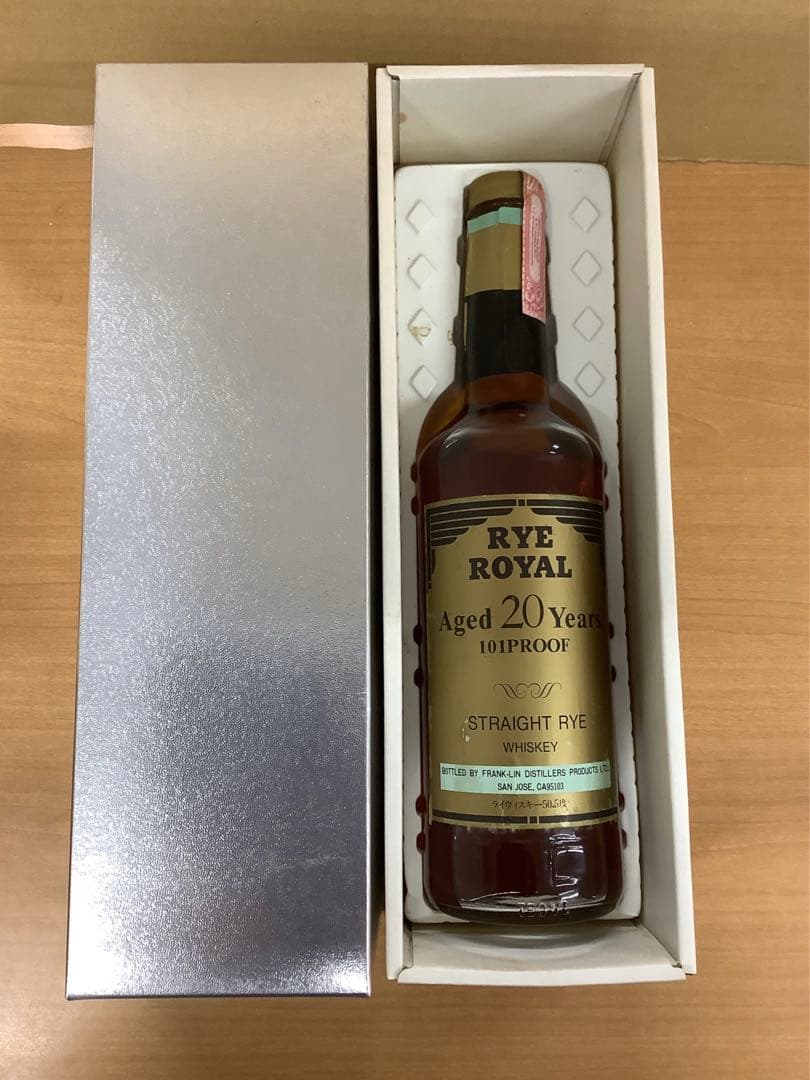 RYE
ROYAL
Aged 20 Years
101PROOF
STRAIGHT RYE
WHISKEY
BOTTLED BY FRANK-LIN DISTILLERS PRODUCTS LTD.
SAN JOSE, CA95103
ライウィスキー50.5度